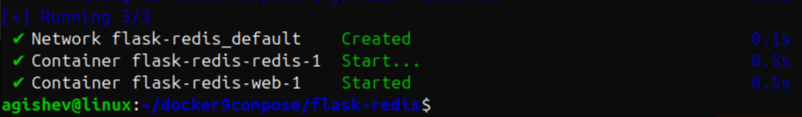 [+] Running 3/3
✔ Network flask-redis_default Created 0.1s
✔ Container flask-redis-redis-1 Start... 0.5s
✔ Container flask-redis-web-1 Started 0.5s
agishev@linux:~/docker9compose/flask-redis$